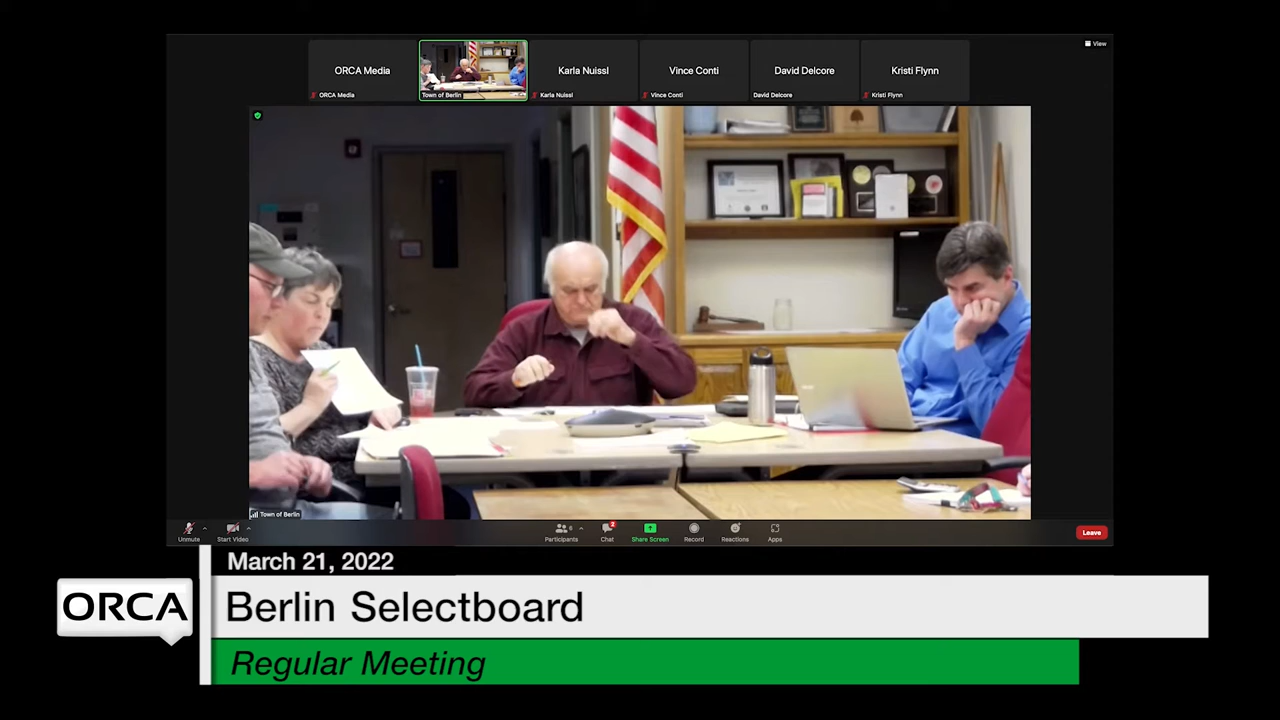 View
ORCA Media
Karla Nuissl
Vince Conti
David Delcore
Kristi Flynn
ORCA Media
Town of Berlin
Karla Nuissl
Vince Conti
David Delcore
Kristi Flynn
Town of Berlin
Unmute
Start Video
Participants
6
Chat
2
Share Screen
Record
Reactions
Apps
Leave
March 21, 2022
ORCA
Berlin Selectboard
Regular Meeting